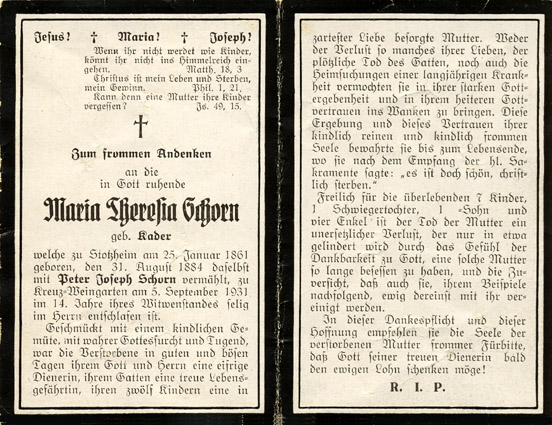 Jesus! † Maria! † Joseph!
Wenn ihr nicht werdet wie Kinder,
könnt ihr nicht ins Himmelreich ein-
gehen. Matth. 18, 3
Christus ist mein Leben und Sterben,
mein Gewinn. Phil. 1, 21.
Kann denn eine Mutter ihre Kinder
vergessen? Is. 49, 15.
†
Zum frommen Andenken
an die
in Gott ruhende
Maria Theresia Schorn
geb. Kader
welche zu Stotzheim am 25. Januar 1861
geboren, den 31. August 1884 daselbst
mit Peter Joseph Schorn vermählt, zu
Kreuz-Weingarten am 5. September 1931
im 14. Jahre ihres Witwenstandes selig
im Herrn entschlafen ist.
Geschmückt mit einem kindlichen Ge-
müte, mit wahrer Gottesfurcht und Tugend,
war die Verstorbene in guten und bösen
Tagen ihrem Gott und Herrn eine eifrige
Dienerin, ihrem Gatten eine treue Lebens-
gefährtin, ihren zwölf Kindern eine in
zartester Liebe besorgte Mutter. Weder
der Verlust so manches ihrer Lieben, der
plötzliche Tod des Gatten, noch auch die
Heimsuchungen einer langjährigen Krank-
heit vermochten sie in ihrer starken Gott-
ergebenheit und in ihrem heiteren Gott-
vertrauen ins Wanken zu bringen. Diese
Ergebung und dieses Vertrauen ihrer
kindlich reinen und kindlich frommen
Seele bewahrte sie bis zum Lebensende,
wo sie nach dem Empfang der hl. Sa-
kramente sagte: „es ist doch schön, christ-
lich sterben.“
Freilich für die überlebenden 7 Kinder,
1 Schwiegertochter, 1 =Sohn und
vier Enkel ist der Tod der Mutter ein
unersetzlicher Verlust, der nur in etwa
gelindert wird durch das Gefühl der
Dankbarkeit zu Gott, eine solche Mutter
so lange besessen zu haben, und die Zu-
versicht, daß auch sie, ihrem Beispiele
nachfolgend, ewig dereinst mit ihr ver-
einigt werden.
In dieser Dankespflicht und dieser
Hoffnung empfehlen sie die Seele der
verstorbenen Mutter frommer Fürbitte,
daß Gott seiner treuen Dienerin bald
den ewigen Lohn schenken möge!
R. I. P.